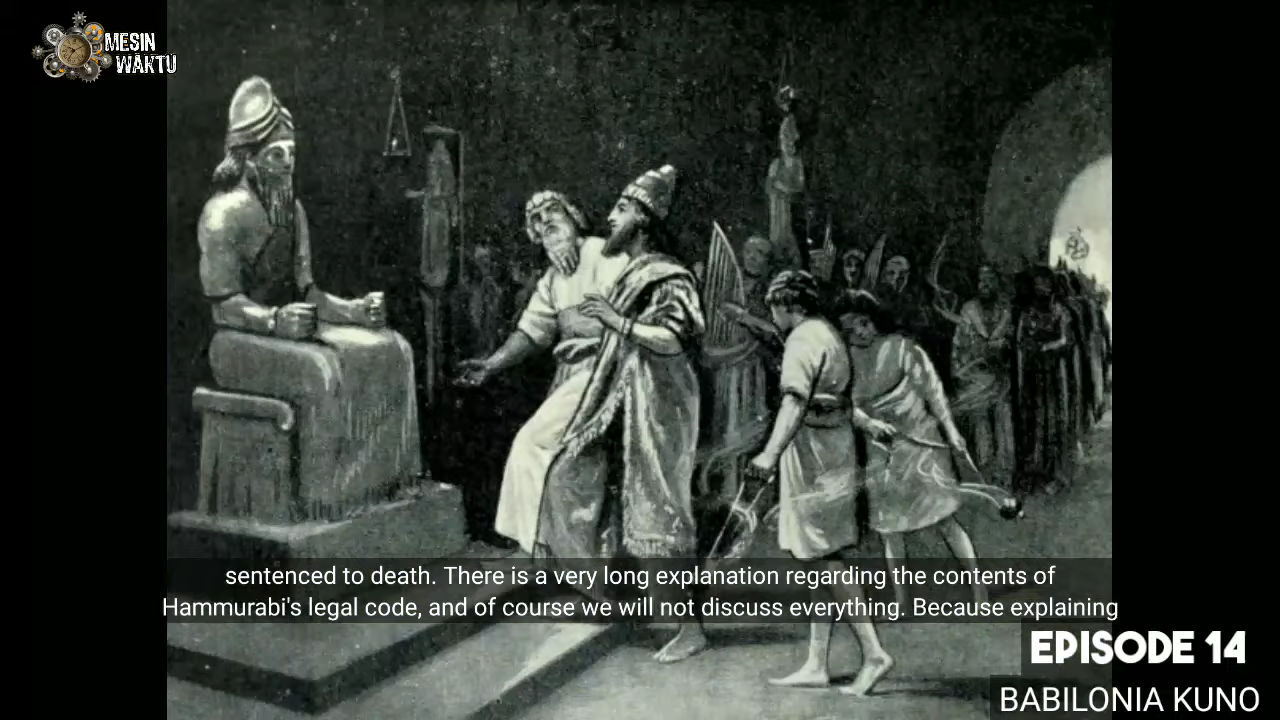 MESIN
WAKTU
sentenced to death. There is a very long explanation regarding the contents of
Hammurabi's legal code, and of course we will not discuss everything. Because explaining
EPISODE 14
BABILONIA KUNO